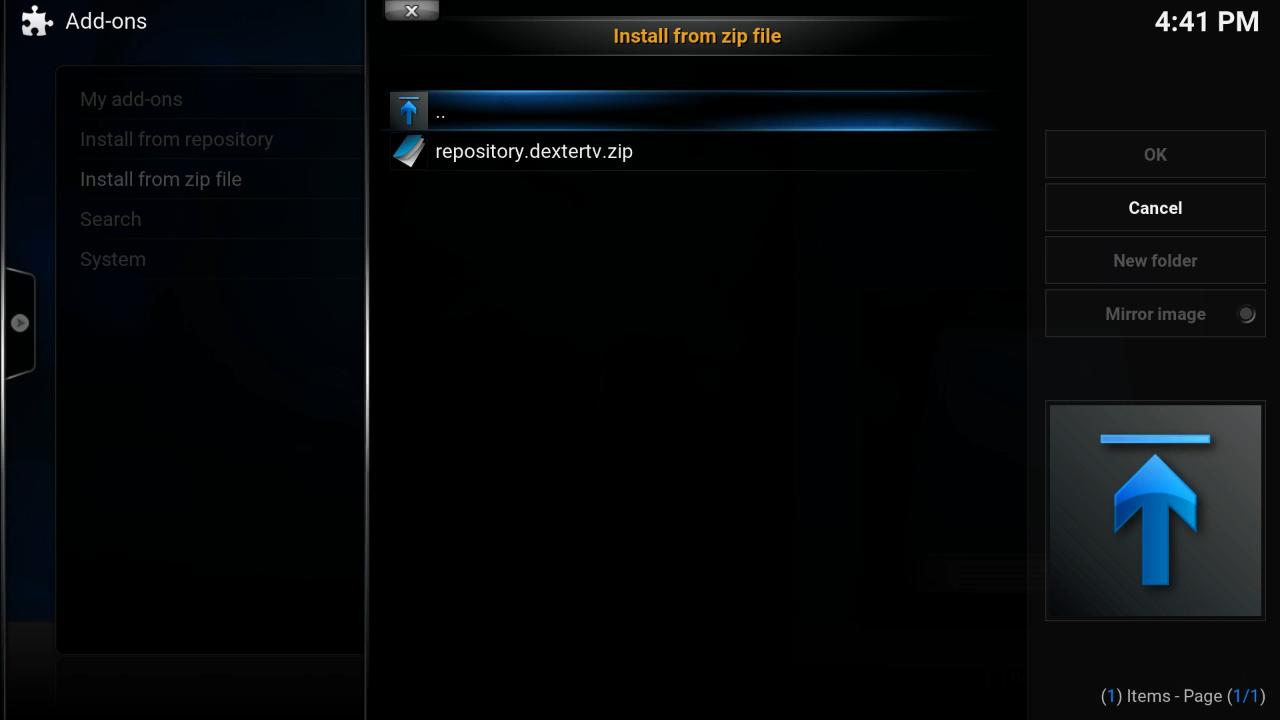 Add-ons
4:41 PM
Install from zip file
My add-ons
Install from repository
Install from zip file
Search
System
..
repository.dextertv.zip
OK
Cancel
New folder
Mirror image
(1) Items - Page (1/1)